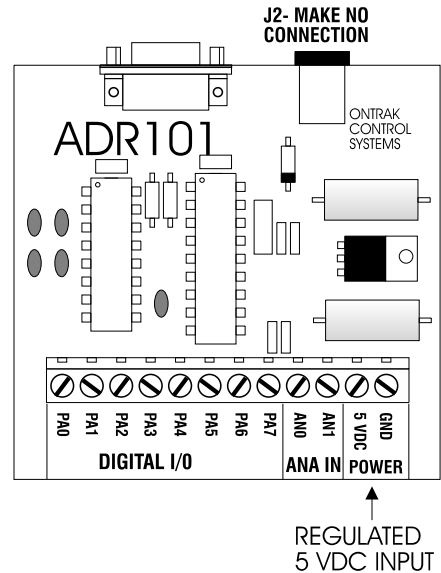 J2- MAKE NO
CONNECTION
ADR101
ONTRAK
CONTROL
SYSTEMS
PA0
PA1
PA2
PA3
PA4
PA5
PA6
PA7
AN0
AN1
5 VDC
GND
DIGITAL I/0
ANA IN
POWER
REGULATED
5 VDC INPUT